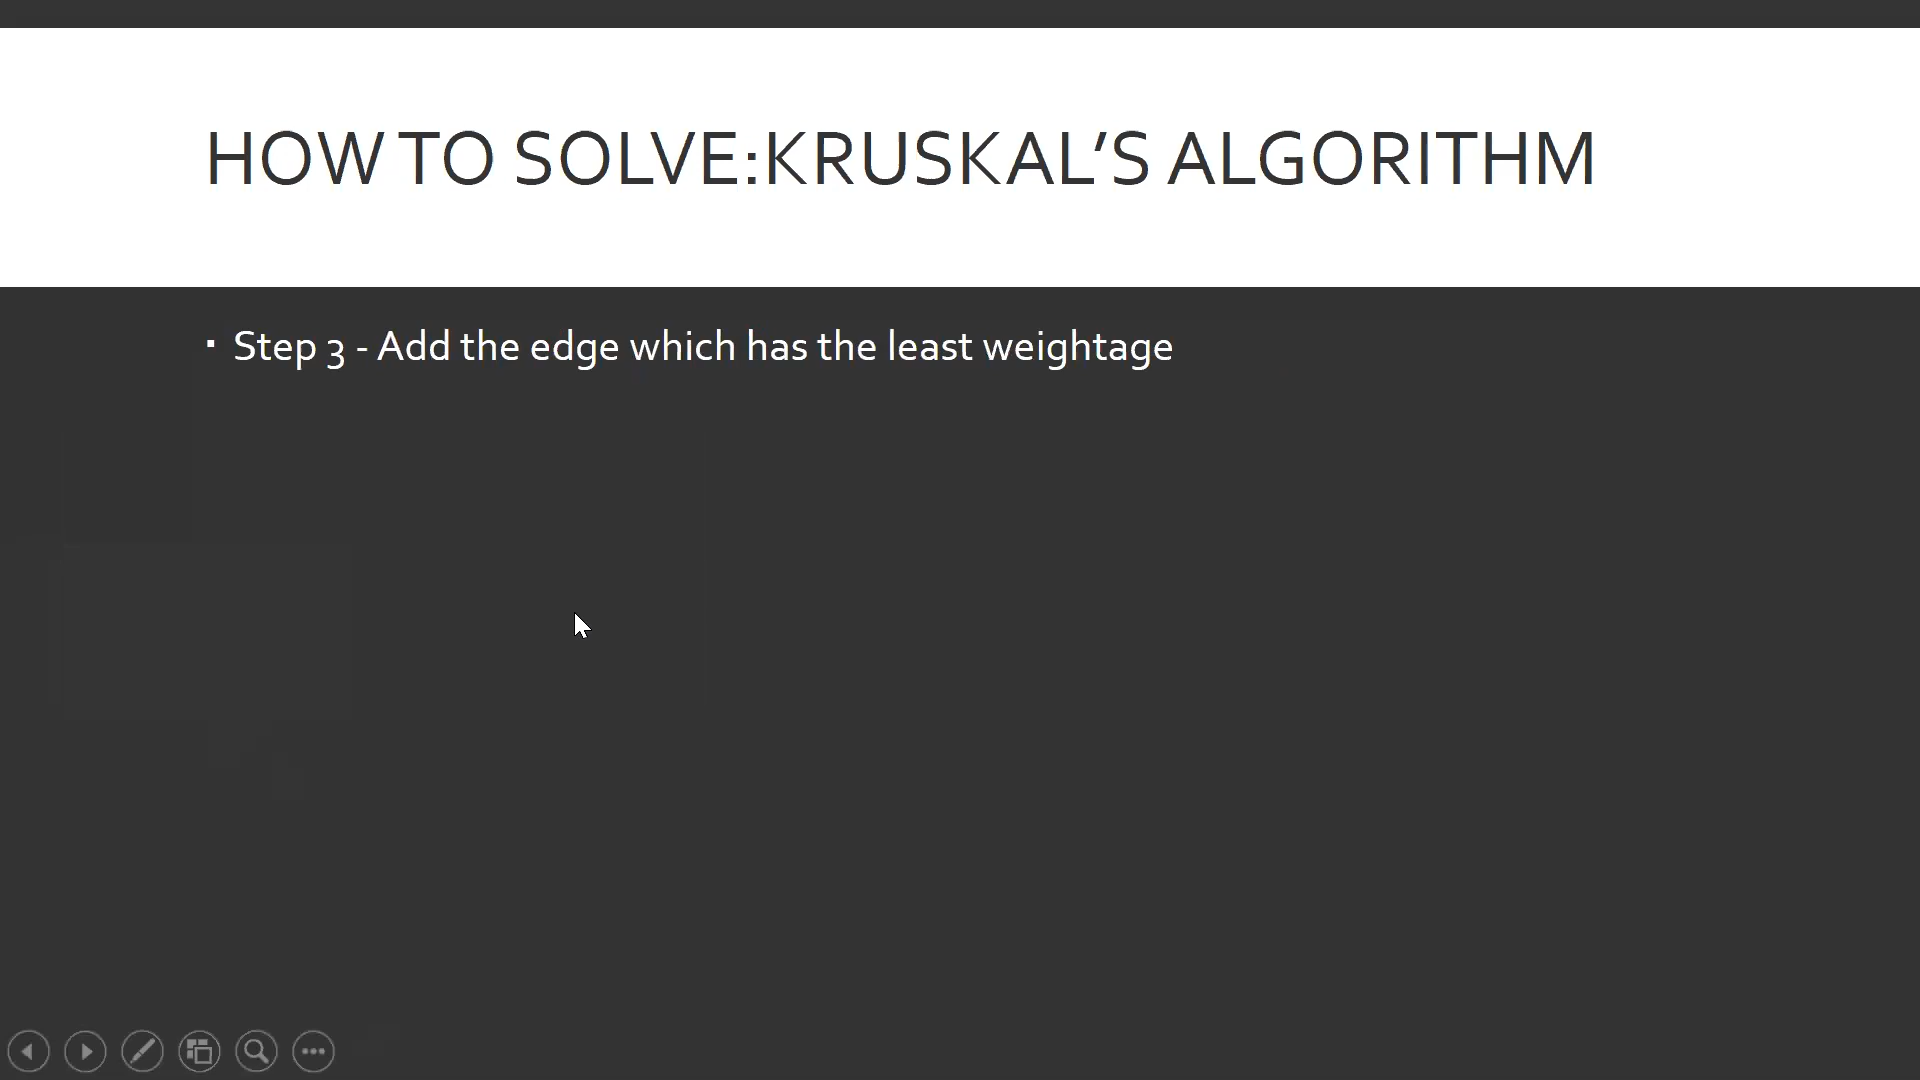 HOW TO SOLVE:KRUSKAL’S ALGORITHM
▪ Step 3 - Add the edge which has the least weightage